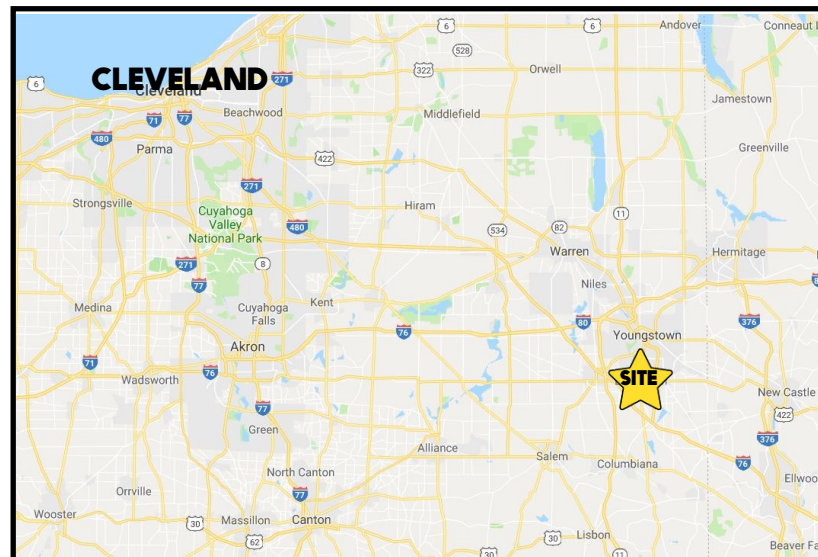 6
6
Andover
Conneaut L
528
322
Orwell
CLEVELAND
Cleveland
271
6
Jamestown
Beachwood
Middlefield
71
77
480
Parma
422
Greenville
271
Strongsville
Hiram
Cuyahoga
Valley
National Park
480
11
534
82
Warren
Hermitage
271
8
77
Niles
Medina
Cuyahoga
Falls
Kent
80
376
76
Youngstown
Akron
71
76
SITE
Wadsworth
New Castle
77
422
Green
376
Alliance
Salem
Columbiana
76
North Canton
Ellwoo
Orrville
77
Wooster
30
Massillon
Canton
62
30
30
Lisbon
11
Beaver Fa